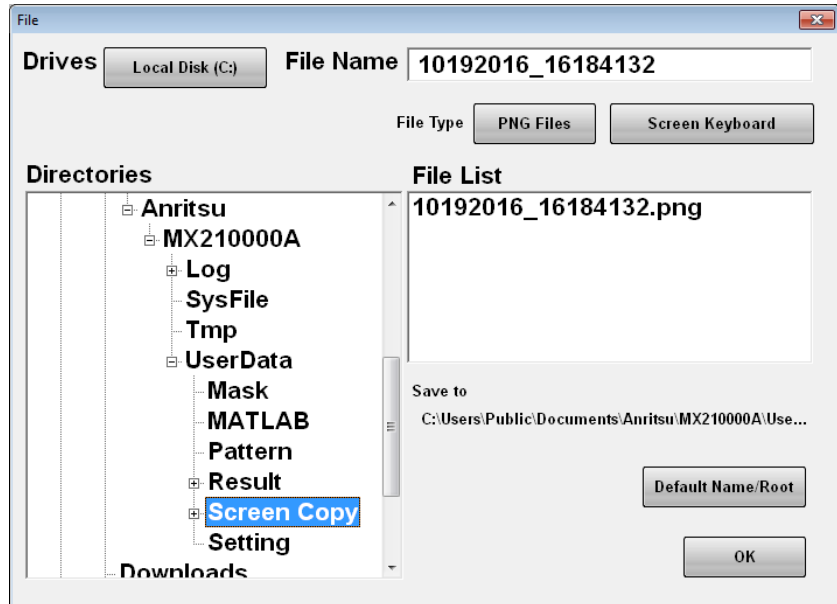 File
Drives Local Disk (C:) File Name 10192016_16184132
File Type PNG Files Screen Keyboard
Directories
Anritsu
MX210000A
Log
SysFile
Tmp
UserData
Mask
MATLAB
Pattern
Result
Screen Copy
Setting
Downloads
File List
10192016_16184132.png
Save to
C:\Users\Public\Documents\Anritsu\MX210000A\Use...
Default Name/Root
OK